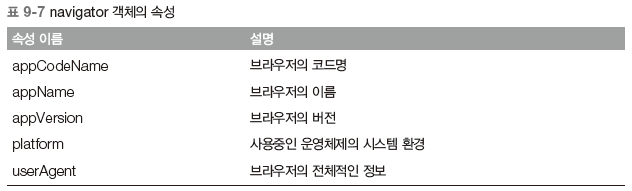 표 9-7 navigator 객체의 속성
속성 이름 설명
appCodeName 브라우저의 코드명
appName 브라우저의 이름
appVersion 브라우저의 버전
platform 사용중인 운영체제의 시스템 환경
userAgent 브라우저의 전체적인 정보